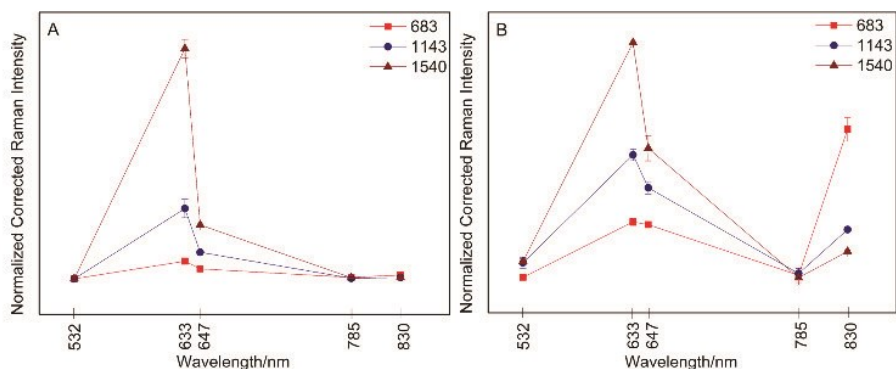 A
683
1143
1540
Normalized Corrected Raman Intensity
532
633
647
785
830
Wavelength/nm
B
683
1143
1540
Normalized Corrected Raman Intensity
532
633
647
785
830
Wavelength/nm